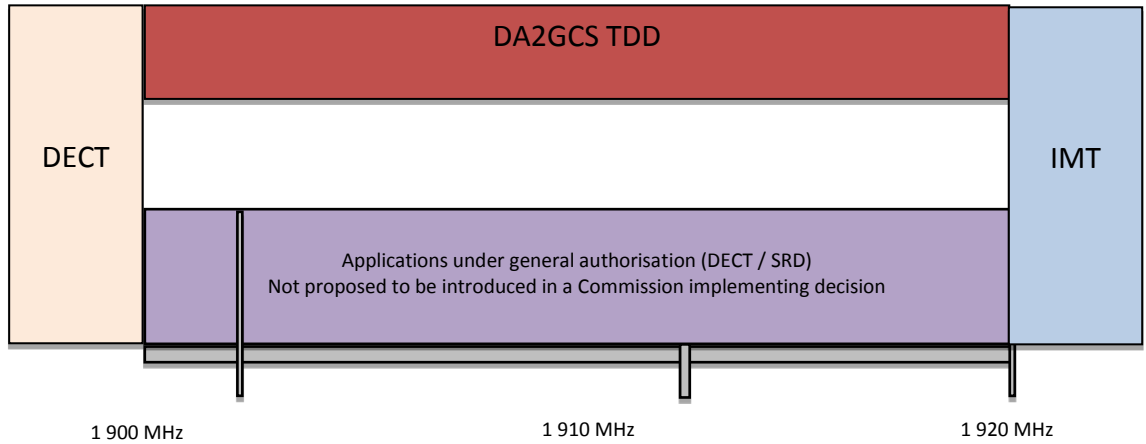 DA2GCS TDD
DECT
IMT
Applications under general authorisation (DECT / SRD)
Not proposed to be introduced in a Commission implementing decision
1 900 MHz
1 910 MHz
1 920 MHz